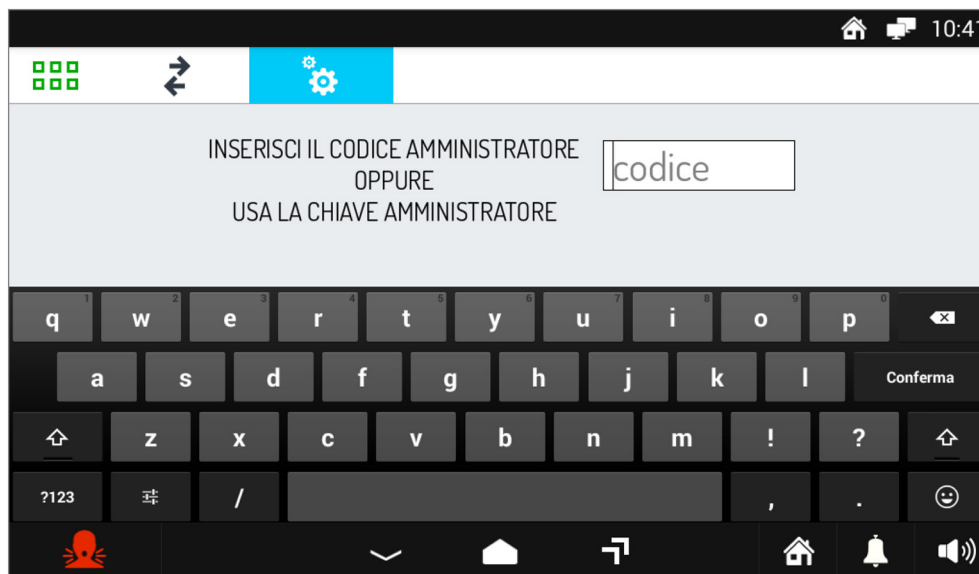 10:41
INSERISCI IL CODICE AMMINISTRATORE
OPPURE
USA LA CHIAVE AMMINISTRATORE
codice
1 2 3 4 5 6 7 8 9 0
q w e r t y u i o p
a s d f g h j k l Conferma
z x c v b n m ! ?
?123 / , .